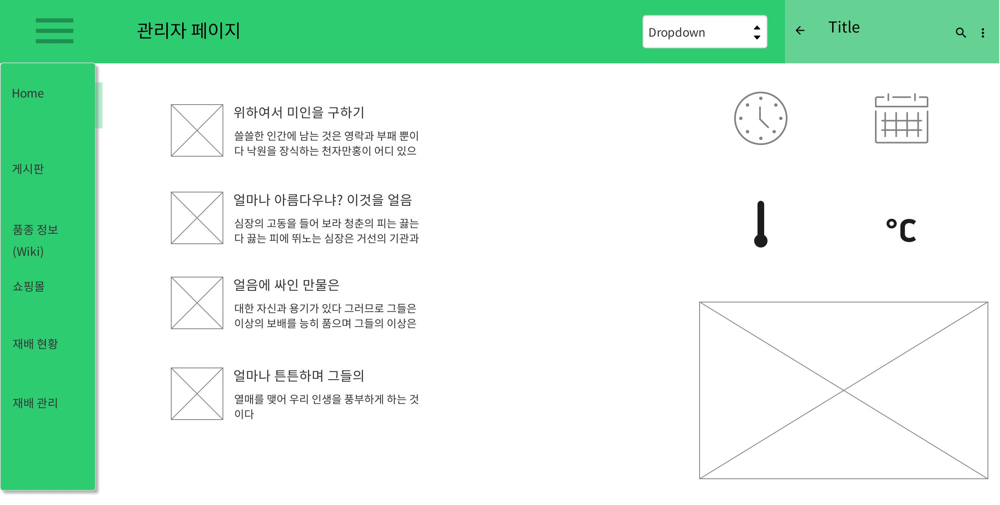 관리자 페이지
Dropdown
Title
Home
게시판
품종 정보
(Wiki)
쇼핑몰
재배 현황
재배 관리
위하여서 미인을 구하기
쓸쓸한 인간에 남는 것은 영락과 부패 뿐이
다 낙원을 장식하는 천자만홍이 어디 있으
얼마나 아름다우냐? 이것을 얼음
심장의 고동을 들어 보라 청춘의 피는 끓는
다 끓는 피에 뛰노는 심장은 거선의 기관과
얼음에 싸인 만물은
대한 자신과 용기가 있다 그러므로 그들은
이상의 보배를 능히 품으며 그들의 이상은
얼마나 튼튼하며 그들의
열매를 맺어 우리 인생을 풍부하게 하는 것
이다
°C